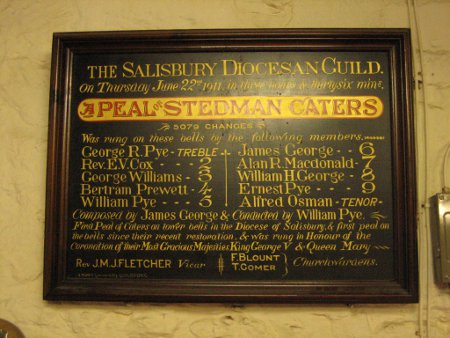 THE SALISBURY DIOCESAN GUILD.
On Thursday June 22nd 1911, in three hours & thirty six mins,
A PEAL OF STEDMAN CATERS
5079 CHANGES
Was rung on these bells by the following members.
George R. Pye - TREBLE James George - - 6
Rev. E.V. Cox - - - 2 Alan R. Macdonald - 7
George Williams - - 3 William H. George - - 8
Bertram Prewett - - 4 Ernest Pye - - - 9
William Pye - - - 5 Alfred Osman - TENOR
Composed by James George & Conducted by William Pye.
First Peal of Caters on tower bells in the Diocese of Salisbury, & first peal on
the bells since their recent restoration, & was rung in Honour of the
Coronation of their Most Gracious Majesties King George V & Queen Mary
Rev J.M.J. FLETCHER Vicar F. BLOUNT
T. COMER Churchwardens.